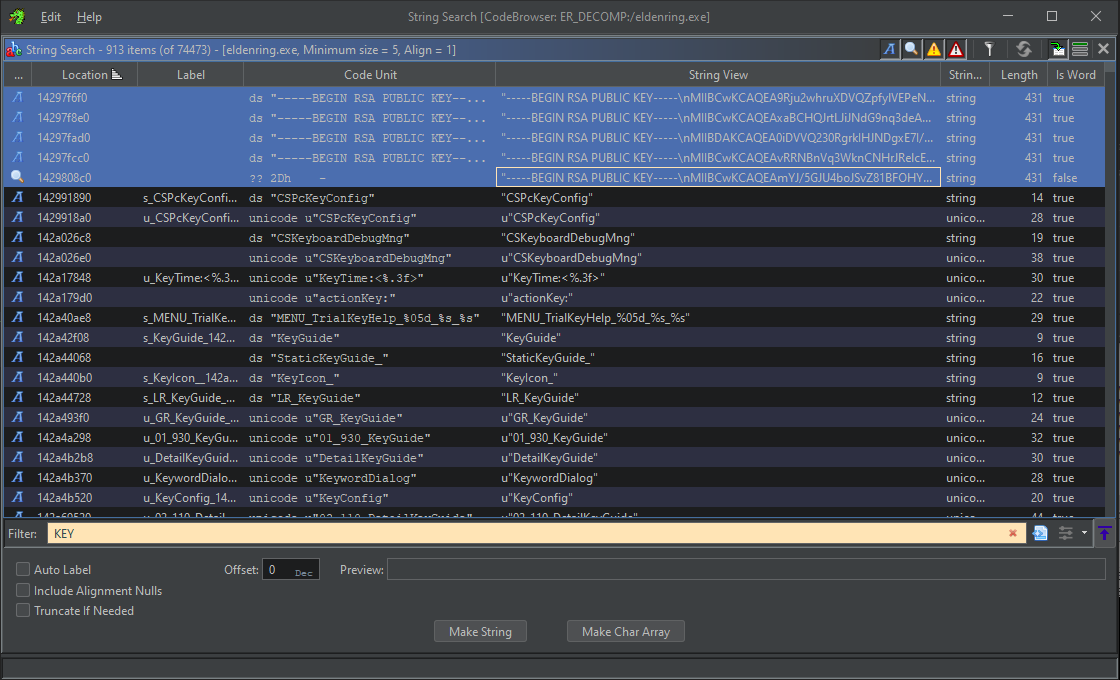 Edit Help String Search [CodeBrowser: ER_DECOMP:/eldenring.exe]
String Search - 913 items (of 74473) - [eldenring.exe, Minimum size = 5, Align = 1]
... Location Label Code Unit String View Strin... Length Is Word
14297f6f0 ds "-----BEGIN RSA PUBLIC KEY--... "-----BEGIN RSA PUBLIC KEY-----\nMIIBCwKCAQEA9Rju2whruXDVQZpfylVEPeN... string 431 true
14297f8e0 ds "-----BEGIN RSA PUBLIC KEY--... "-----BEGIN RSA PUBLIC KEY-----\nMIIBCwKCAQEAxaBCHQJrtLJiJNdG9nq3deA... string 431 true
14297fad0 ds "-----BEGIN RSA PUBLIC KEY--... "-----BEGIN RSA PUBLIC KEY-----\nMIIBDAKCAQEA0iDVVQ230RgrkIHJNDgxE7I/... string 431 true
14297fcc0 ds "-----BEGIN RSA PUBLIC KEY--... "-----BEGIN RSA PUBLIC KEY-----\nMIIBCwKCAQEAvRRNBnVq3WknCNHrJRelcE... string 431 true
1429808c0 ?? 2Dh - "-----BEGIN RSA PUBLIC KEY-----\nMIIBCwKCAQEAmYJ/5GJU4boJSvZ81BFOHY... string 431 false
142991890 s_CSPcKeyConfi... ds "CSPcKeyConfig" "CSPcKeyConfig" string 14 true
1429918a0 u_CSPcKeyConfi... unicode u"CSPcKeyConfig" u"CSPcKeyConfig" unico... 28 true
142a026c8 ds "CSKeyboardDebugMng" "CSKeyboardDebugMng" string 19 true
142a026e0 unicode u"CSKeyboardDebugMng" u"CSKeyboardDebugMng" unico... 38 true
142a17848 u_KeyTime:<%.3... unicode u"KeyTime:<%.3f>" u"KeyTime:<%.3f>" unico... 30 true
142a179d0 unicode u"actionKey:" u"actionKey:" unico... 22 true
142a40ae8 s_MENU_TrialKe... ds "MENU_TrialKeyHelp_%05d_%s_%s" "MENU_TrialKeyHelp_%05d_%s_%s" string 29 true
142a42f08 s_KeyGuide_142... ds "KeyGuide" "KeyGuide" string 9 true
142a44068 ds "StaticKeyGuide_" "StaticKeyGuide_" string 16 true
142a440b0 s_KeyIcon__142a... ds "KeyIcon_" "KeyIcon_" string 9 true
142a44728 s_LR_KeyGuide_... ds "LR_KeyGuide" "LR_KeyGuide" string 12 true
142a493f0 u_GR_KeyGuide_... unicode u"GR_KeyGuide" u"GR_KeyGuide" unico... 24 true
142a4a298 u_01_930_KeyGu... unicode u"01_930_KeyGuide" u"01_930_KeyGuide" unico... 32 true
142a4b2b8 u_DetailKeyGuid... unicode u"DetailKeyGuide" u"DetailKeyGuide" unico... 30 true
142a4b370 u_KeywordDialo... unicode u"KeywordDialog" u"KeywordDialog" unico... 28 true
142a4b520 u_KeyConfig_14... unicode u"KeyConfig" u"KeyConfig" unico... 20 true
Filter: KEY
Auto Label Offset: 0 Dec Preview:
Include Alignment Nulls
Truncate If Needed
Make String Make Char Array